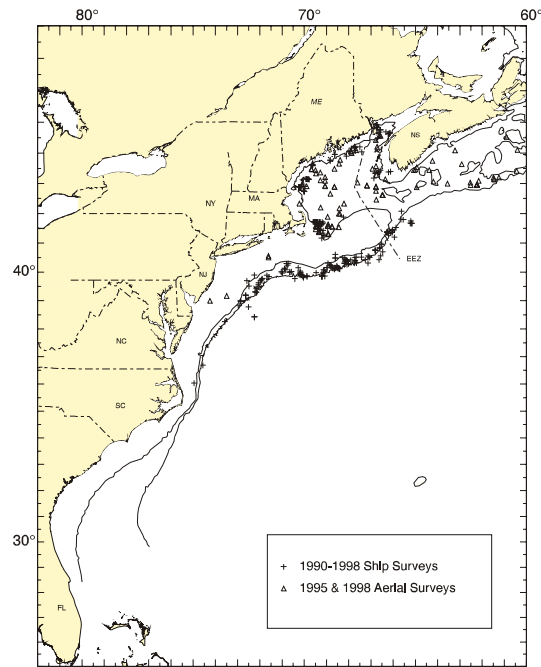 80° 70° 60°
ME
NS
NY
MA
40°
EEZ
NJ
NC
SC
30°
+ 1990-1998 Ship Surveys
△ 1995 & 1998 Aerial Surveys
FL